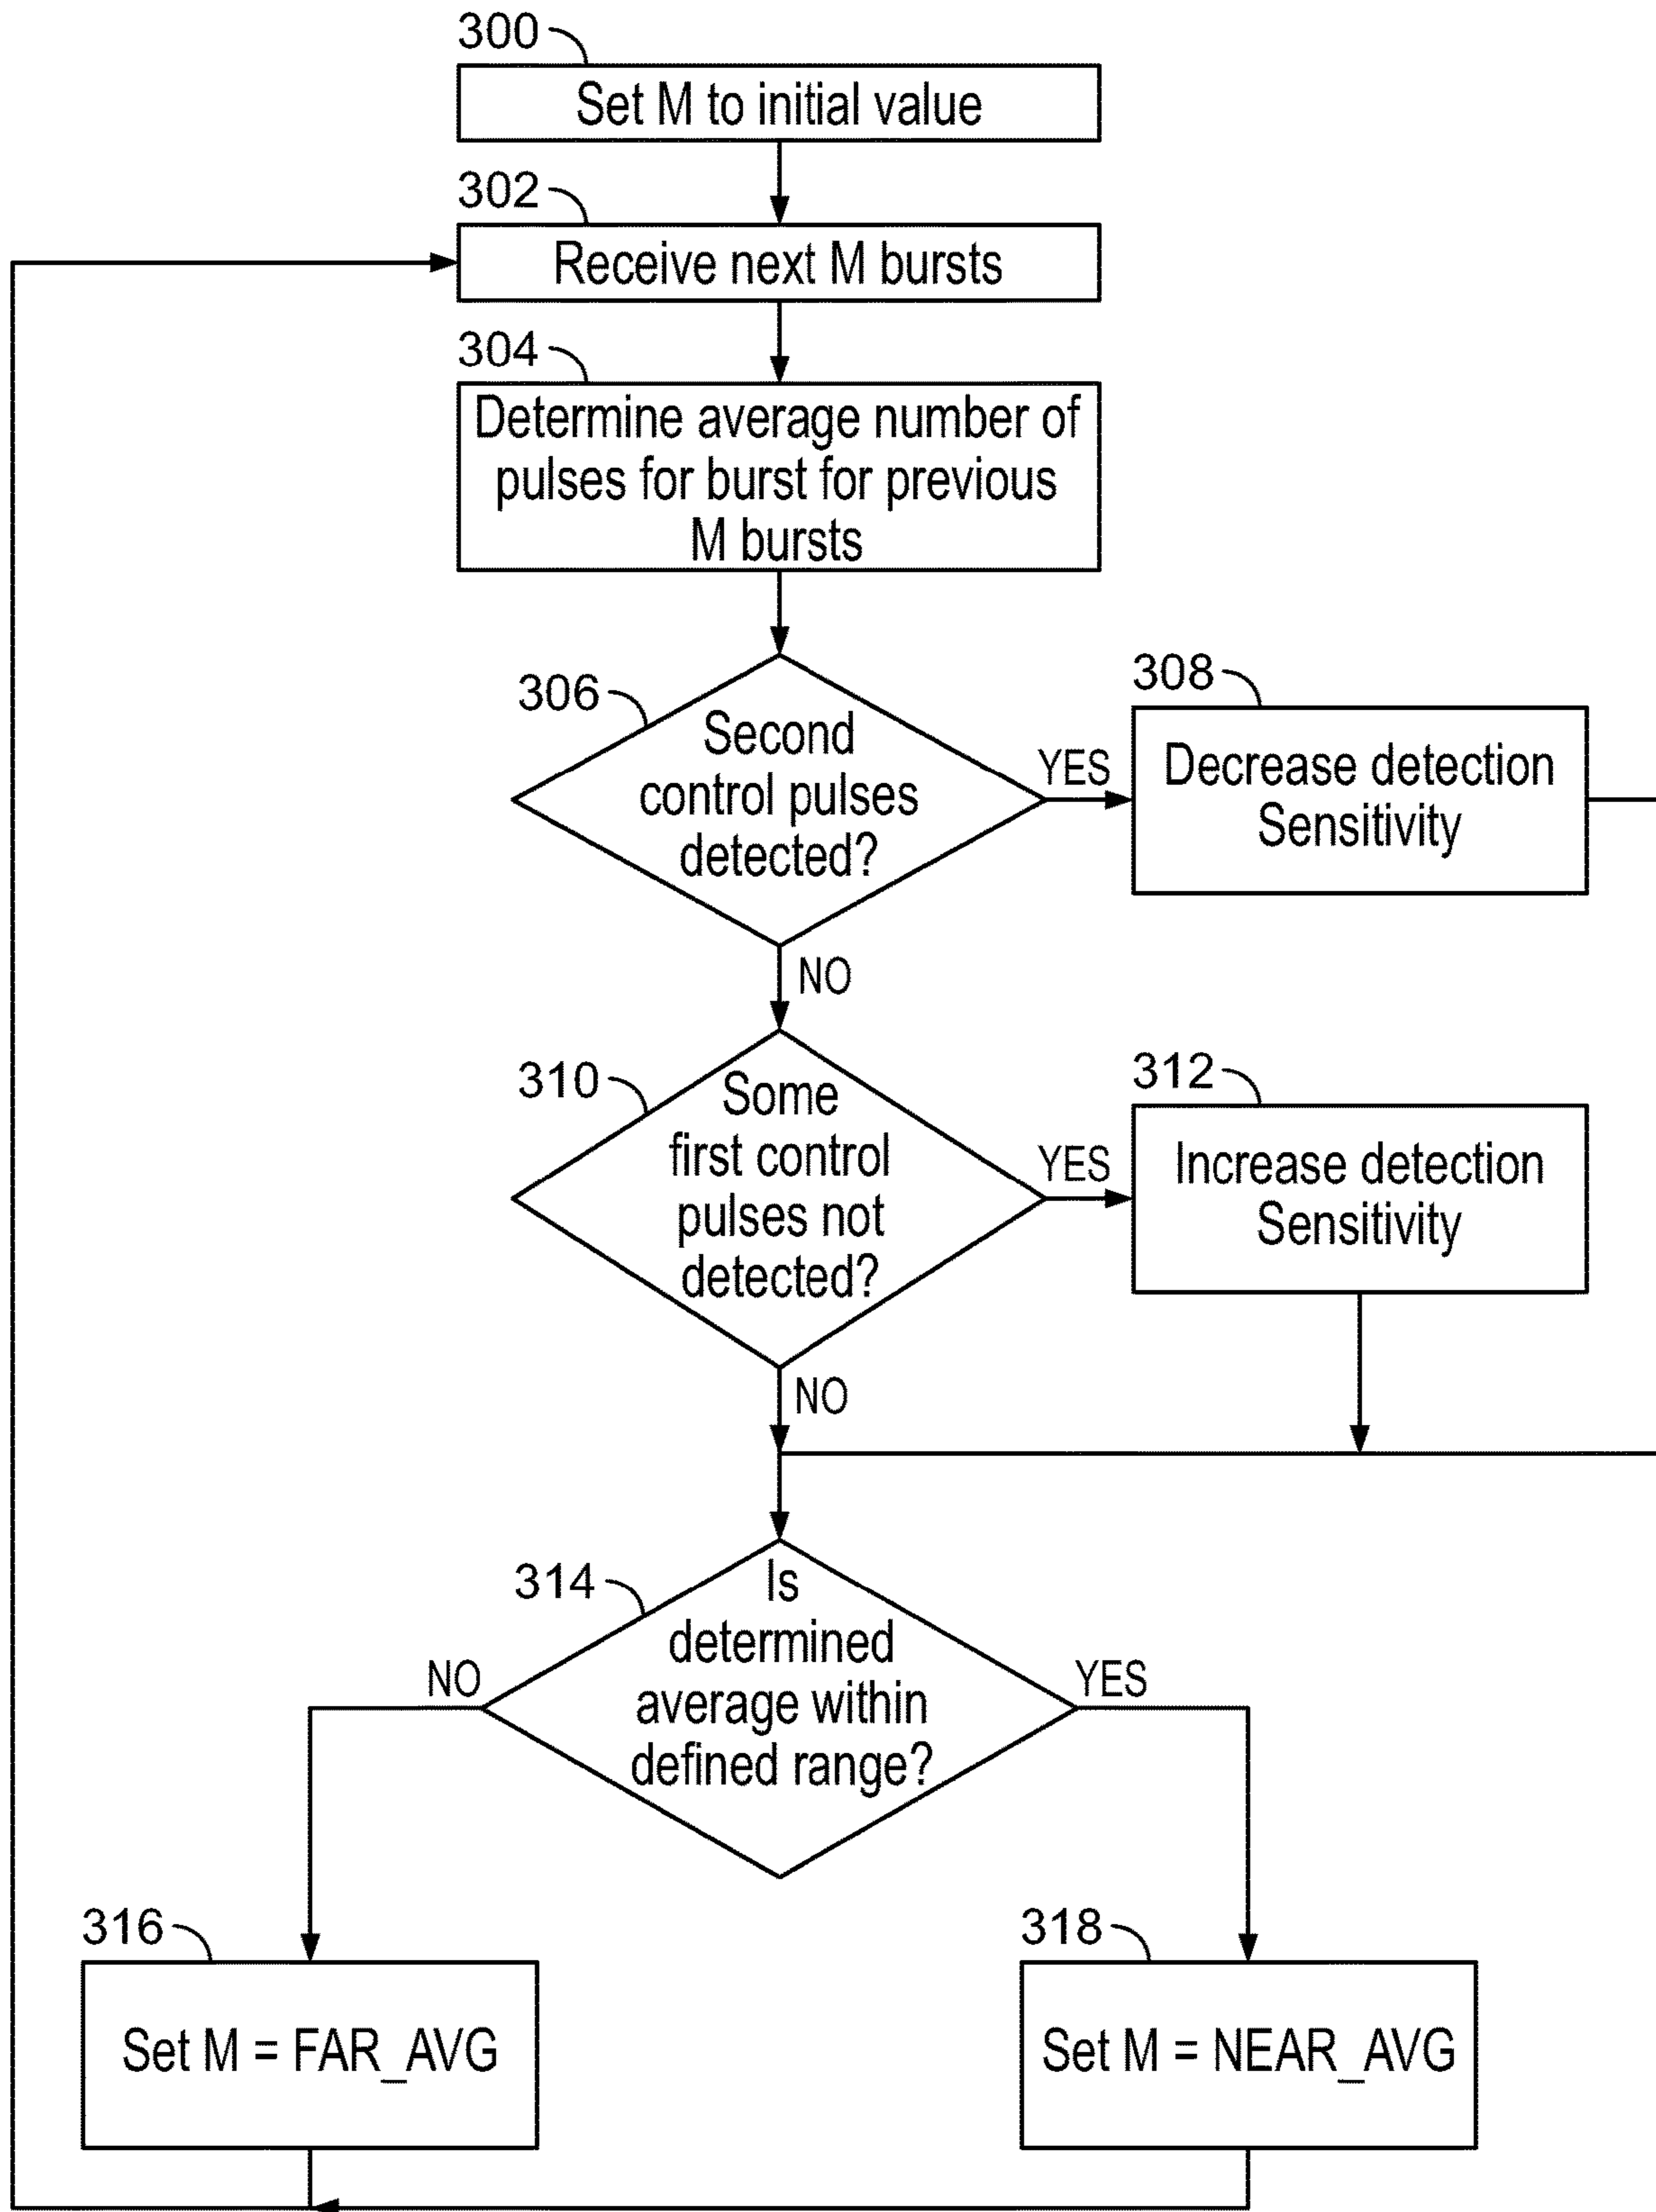 300
Set M to initial value
302
Receive next M bursts
304
Determine average number of
pulses for burst for previous
M bursts
306
Second
control pulses
detected?
YES
308
Decrease detection
Sensitivity
NO
310
Some
first control
pulses not
detected?
YES
312
Increase detection
Sensitivity
NO
314
Is
determined
average within
defined range?
NO
YES
316
Set M = FAR_AVG
318
Set M = NEAR_AVG